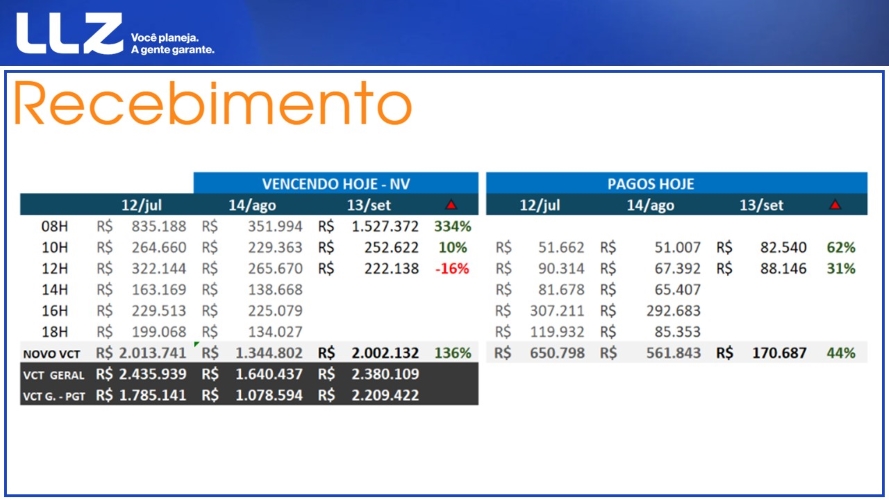 LLZ Você planeja.
A gente garante.
Recebimento
VENCENDO HOJE - NV PAGOS HOJE
12/jul 14/ago 13/set 12/jul 14/ago 13/set
08H R$ 835.188 R$ 351.994 R$ 1.527.372 334%
10H R$ 264.660 R$ 229.363 R$ 252.622 10% R$ 51.662 R$ 51.007 R$ 82.540 62%
12H R$ 322.144 R$ 265.670 R$ 222.138 -16% R$ 90.314 R$ 67.392 R$ 88.146 31%
14H R$ 163.169 R$ 138.668 R$ 81.678 R$ 65.407
16H R$ 229.513 R$ 225.079 R$ 307.211 R$ 292.683
18H R$ 199.068 R$ 134.027 R$ 119.932 R$ 85.353
NOVO VCT R$ 2.013.741 R$ 1.344.802 R$ 2.002.132 136% R$ 650.798 R$ 561.843 R$ 170.687 44%
VCT GERAL R$ 2.435.939 R$ 1.640.437 R$ 2.380.109
VCT G. - PGT R$ 1.785.141 R$ 1.078.594 R$ 2.209.422